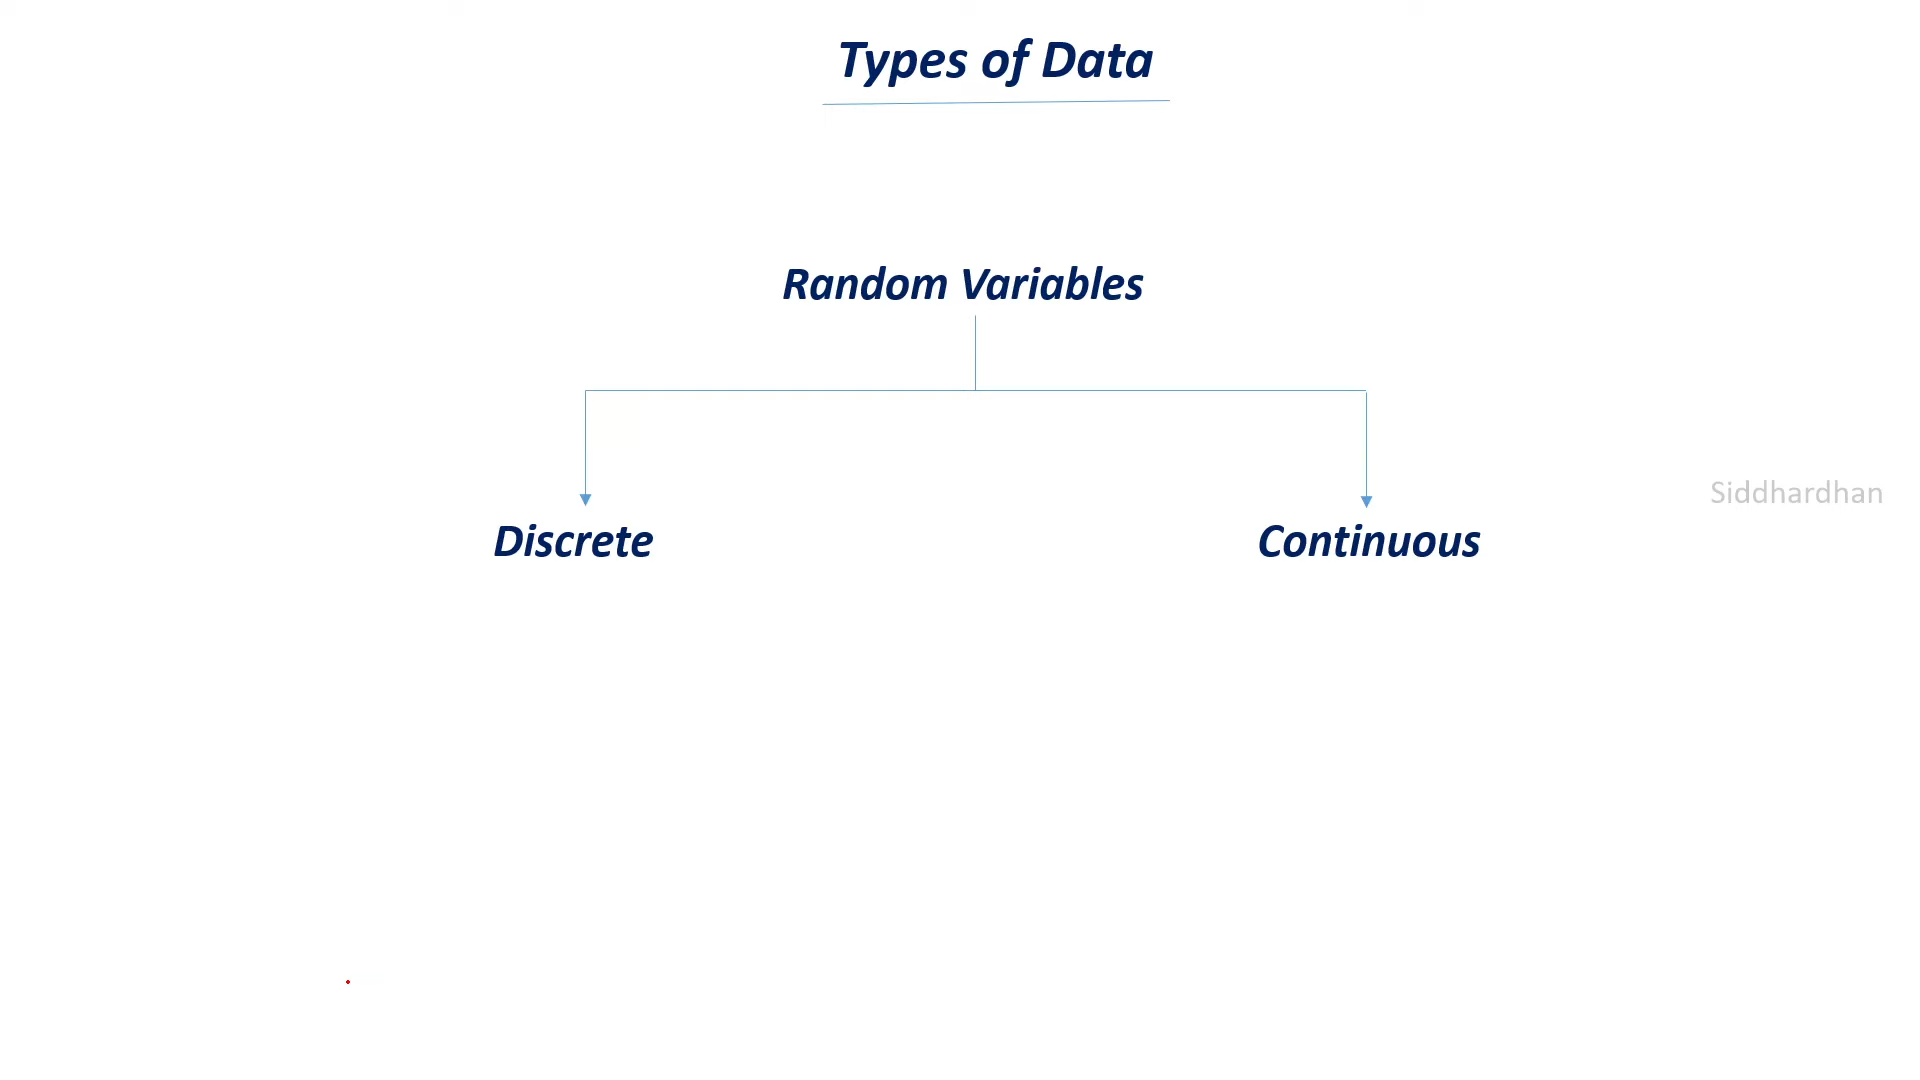 Types of Data
Random Variables
Discrete
Continuous
Siddhardhan